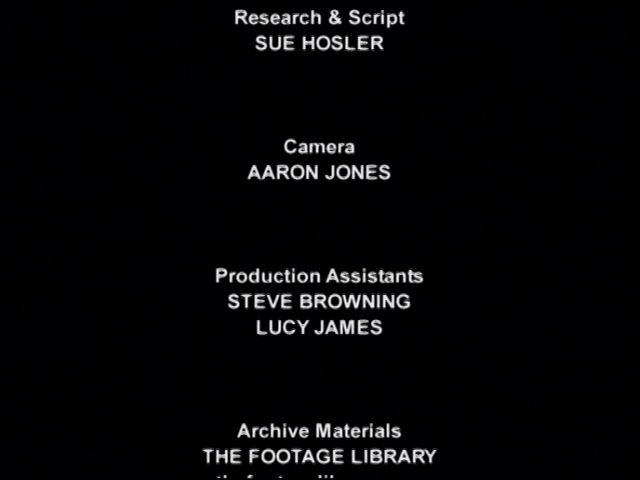 Research & Script
SUE HOSLER
Camera
AARON JONES
Production Assistants
STEVE BROWNING
LUCY JAMES
Archive Materials
THE FOOTAGE LIBRARY